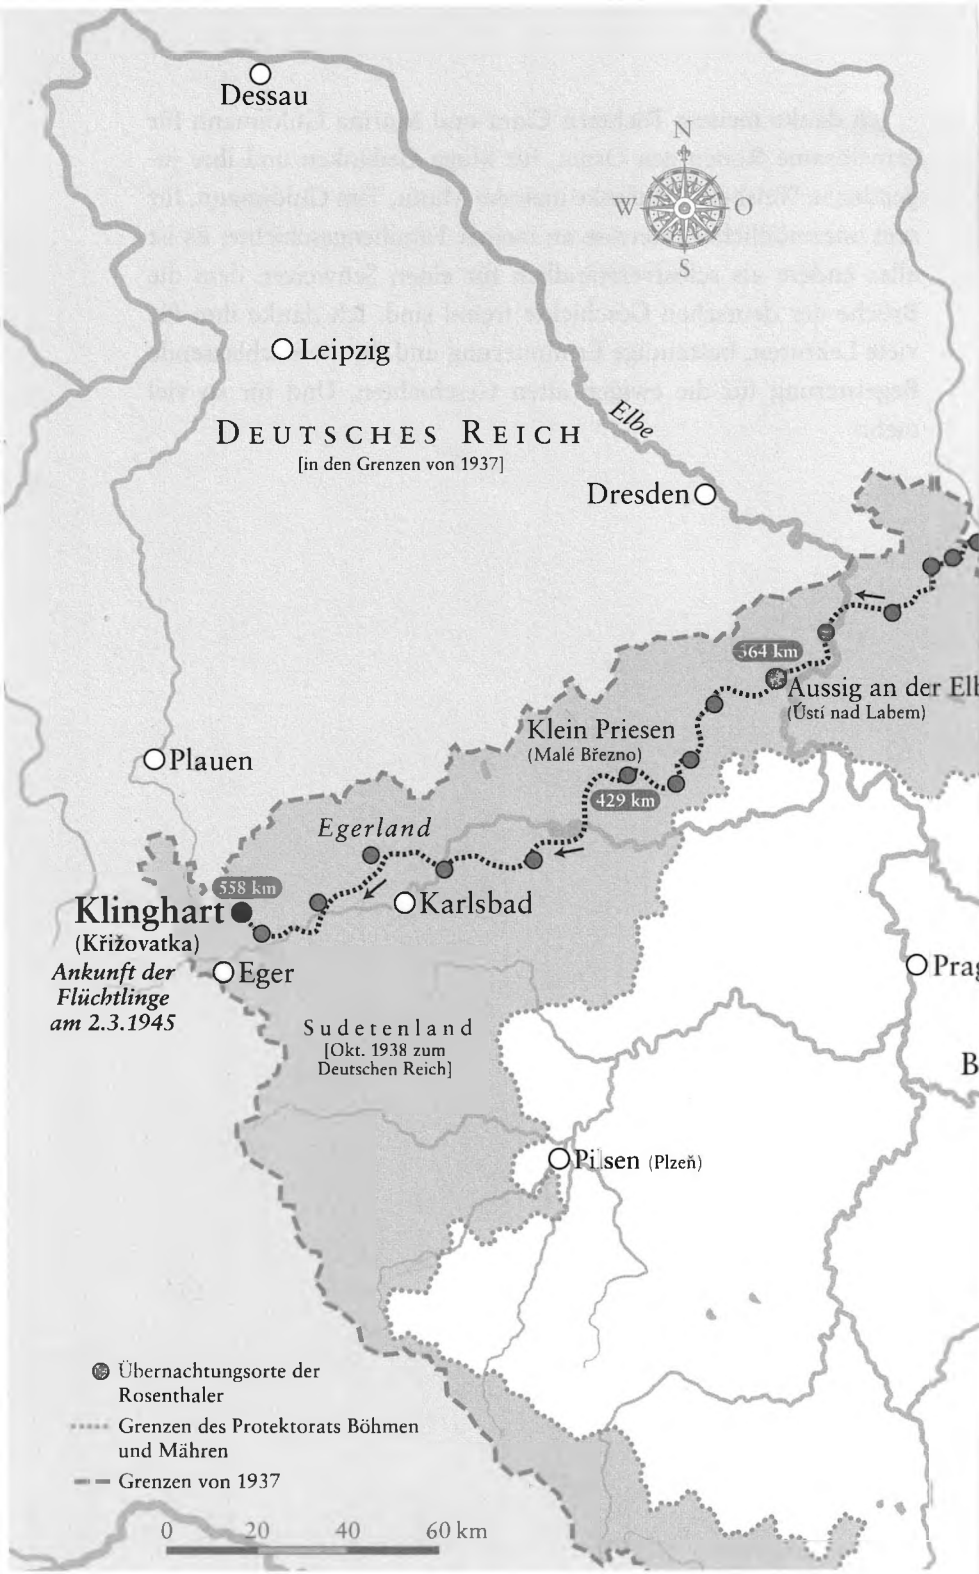 Dessau
N
W O
S
Leipzig
Elbe
DEUTSCHES REICH
[in den Grenzen von 1937]
Dresden
364 km
Aussig an der Elb
(Ústí nad Labem)
Klein Priesen
(Malé Březno)
429 km
Plauen
Egerland
558 km
Klinghart
(Křižovatka)
Ankunft der
Flüchtlinge
am 2.3.1945
Karlsbad
Eger
Prag
Sudetenland
[Okt. 1938 zum
Deutschen Reich]
B
Pilsen (Plzeň)
Übernachtungsorte der
Rosenthaler
Grenzen des Protektorats Böhmen
und Mähren
Grenzen von 1937
0 20 40 60 km